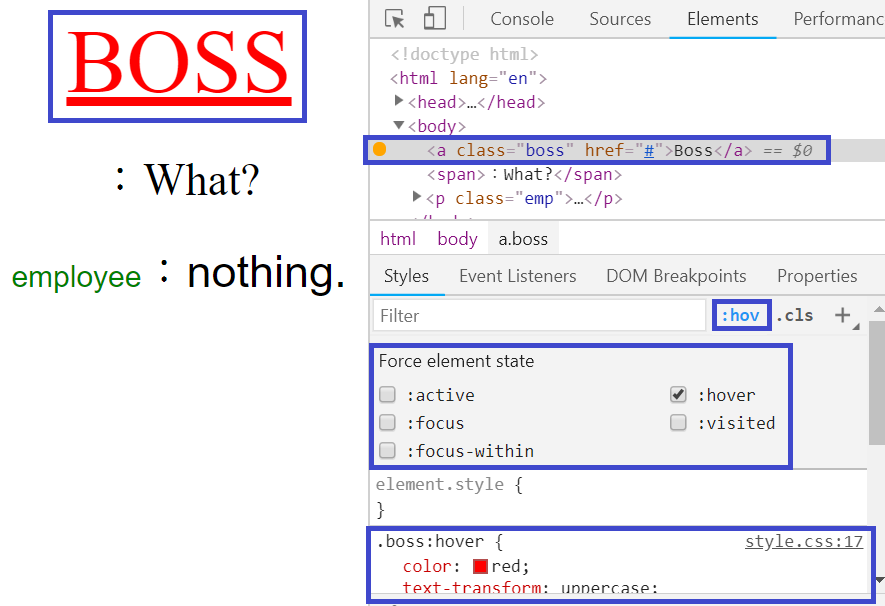 BOSS
：What?
employee：nothing.
Console Sources Elements Performanc
<!doctype html>
<html lang="en">
▶<head>…</head>
▼<body>
<a class="boss" href="#">Boss</a> == $0
<span>：What?</span>
▶<p class="emp">…</p>
html body a.boss
Styles Event Listeners DOM Breakpoints Properties
Filter :hov .cls +
Force element state
:active :hover
:focus :visited
:focus-within
element.style {
}
.boss:hover { style.css:17
color: red;
text-transform: uppercase;